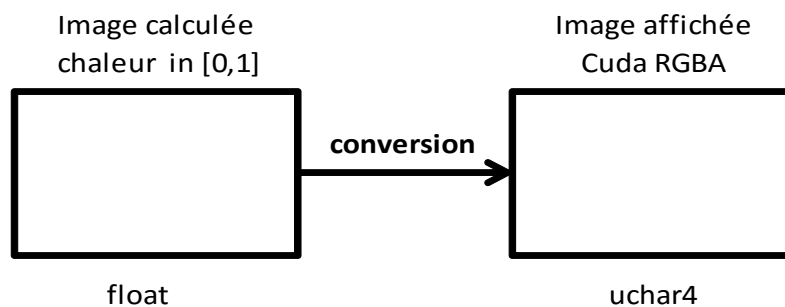 Image calculée
chaleur in [0,1]
Image affichée
Cuda RGBA
conversion
float
uchar4